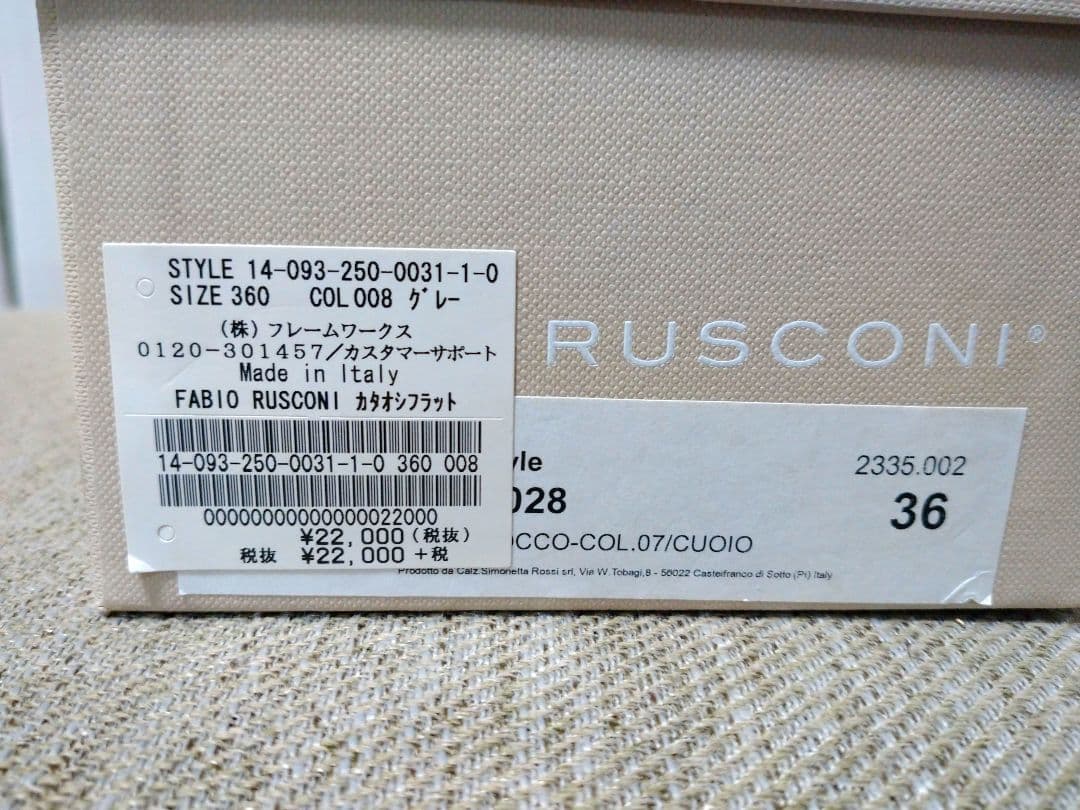 STYLE 14-093-250-0031-1-0
SIZE 360 COL 008 グレー
(株) フレームワークス
0120-301457/カスタマーサポート
Made in Italy
FABIO RUSCONI カタオシフラット
14-093-250-0031-1-0 360 008
00000000000000022000
¥22,000 (税抜)
税抜 ¥22,000 +税
RUSCONI®
yle 2335.002
028 36
OCCO-COL.07/CUOIO
Prodotto da Calz.Simonetta Rossi srl, Via W.Tobagi,8 - 56022 Castelfranco di Sotto (PI) Italy